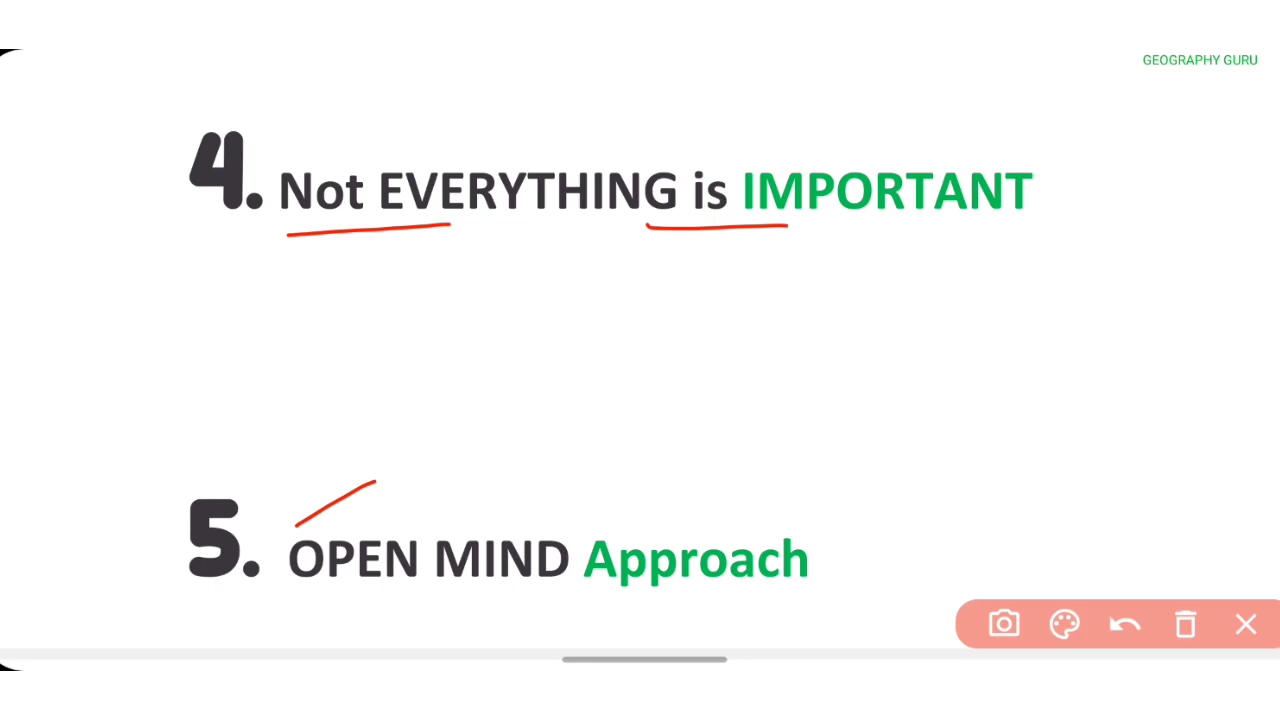 GEOGRAPHY GURU
4. Not EVERYTHING is IMPORTANT
5. OPEN MIND Approach